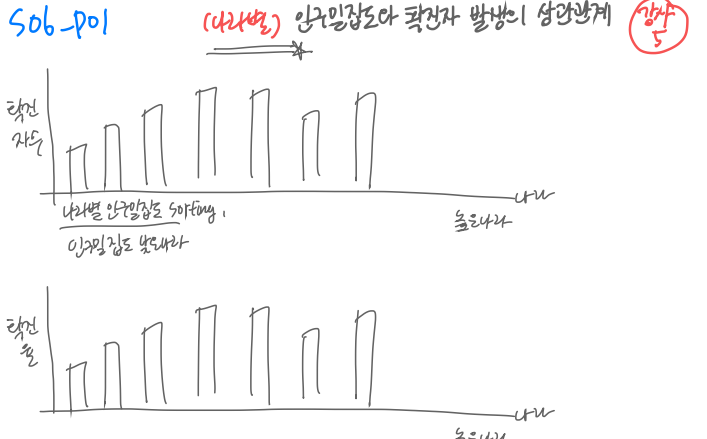 S06_P01
(나라별) 인구밀집도와 확진자 발생의 상관관계
강사
5
확진
자수
나라
나라별 인구밀집도 sorting.
높은나라
인구밀집도 낮은나라
확진
율
나라
높은나라